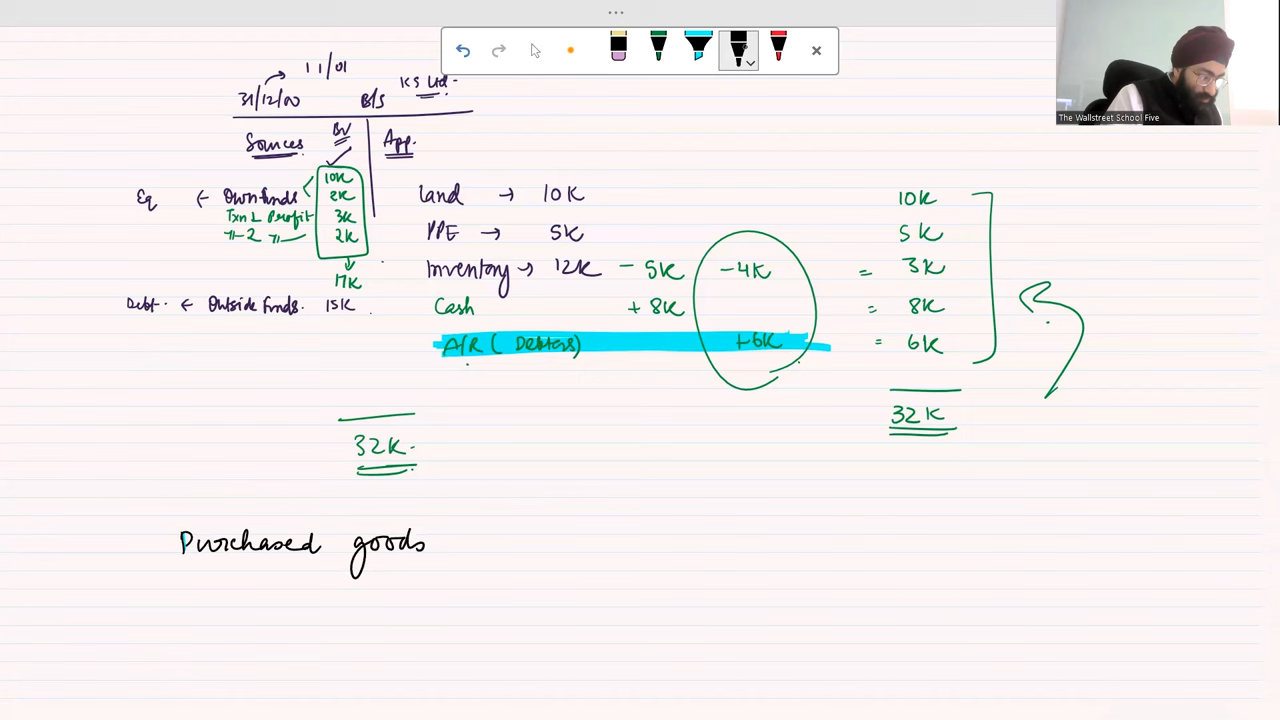 The Wallstreet School Five
11/01
31/12/00 B/S KS Ltd.
Sources BV App.
10K
Eq ← Own funds 2K Land → 10K 10K
Txn 1 Profit 3K
〃 2 〃 2K PPE → 5K 5K
17K Inventory → 12K - 5K - 4K = 3K
Debt. ← Outside funds. 15K Cash + 8K = 8K
A/R ( Debtors) +6K = 6K
32K
32K.
Purchased goods